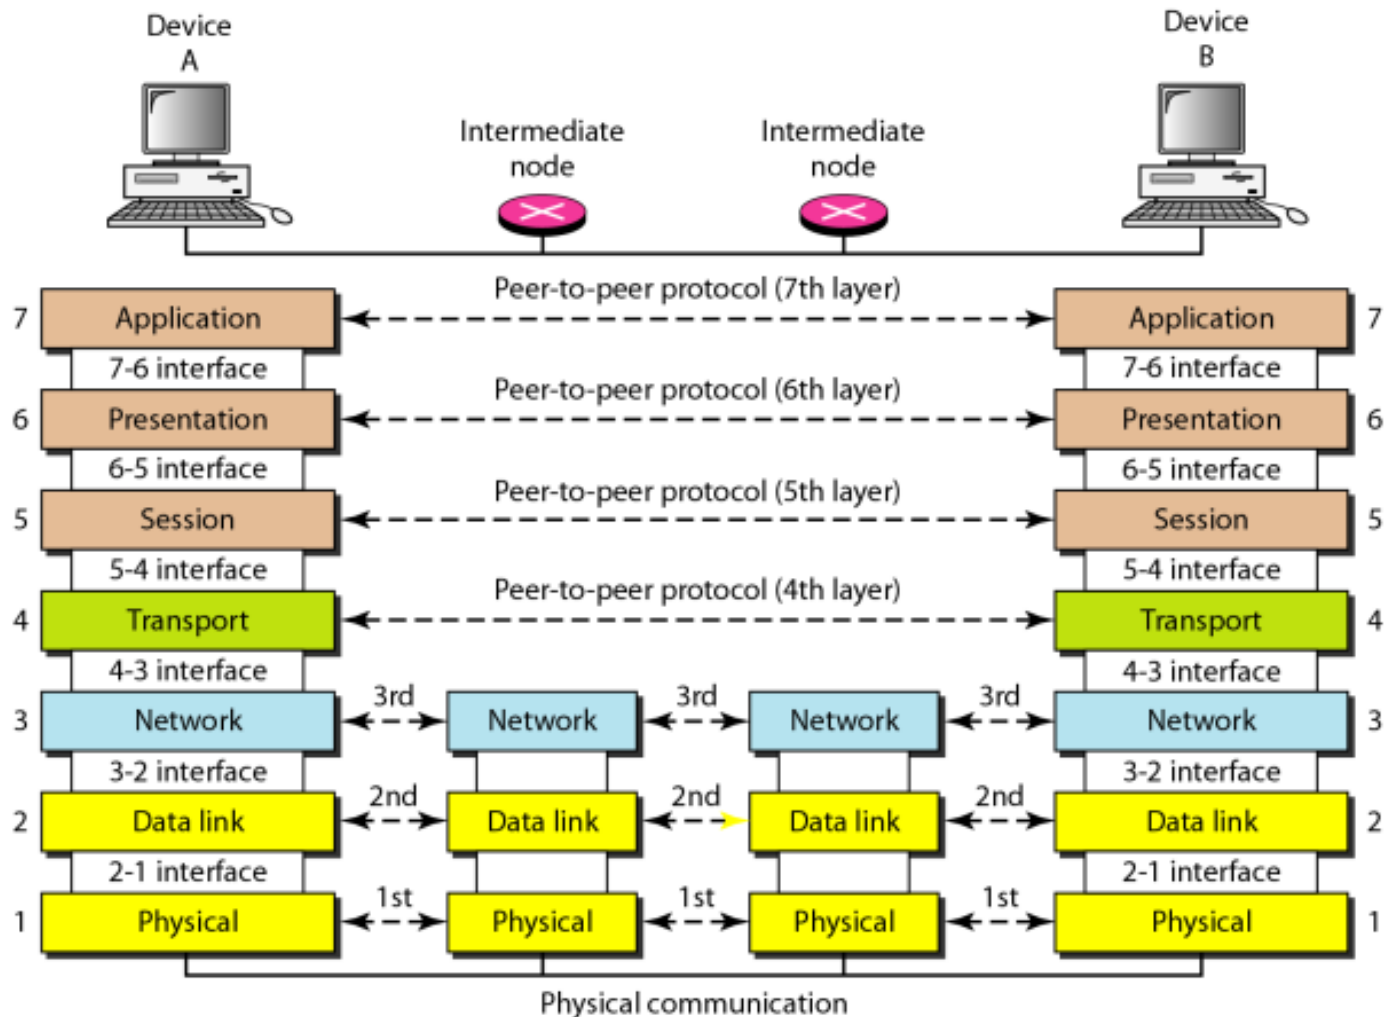 Device
A
Device
B
Intermediate
node
Intermediate
node
Peer-to-peer protocol (7th layer)
7 Application Application 7
7-6 interface 7-6 interface
Peer-to-peer protocol (6th layer)
6 Presentation Presentation 6
6-5 interface 6-5 interface
Peer-to-peer protocol (5th layer)
5 Session Session 5
5-4 interface 5-4 interface
Peer-to-peer protocol (4th layer)
4 Transport Transport 4
4-3 interface 4-3 interface
3rd 3rd 3rd
3 Network Network Network Network 3
3-2 interface 3-2 interface
2nd 2nd 2nd
2 Data link Data link Data link Data link 2
2-1 interface 2-1 interface
1st 1st 1st
1 Physical Physical Physical Physical 1
Physical communication